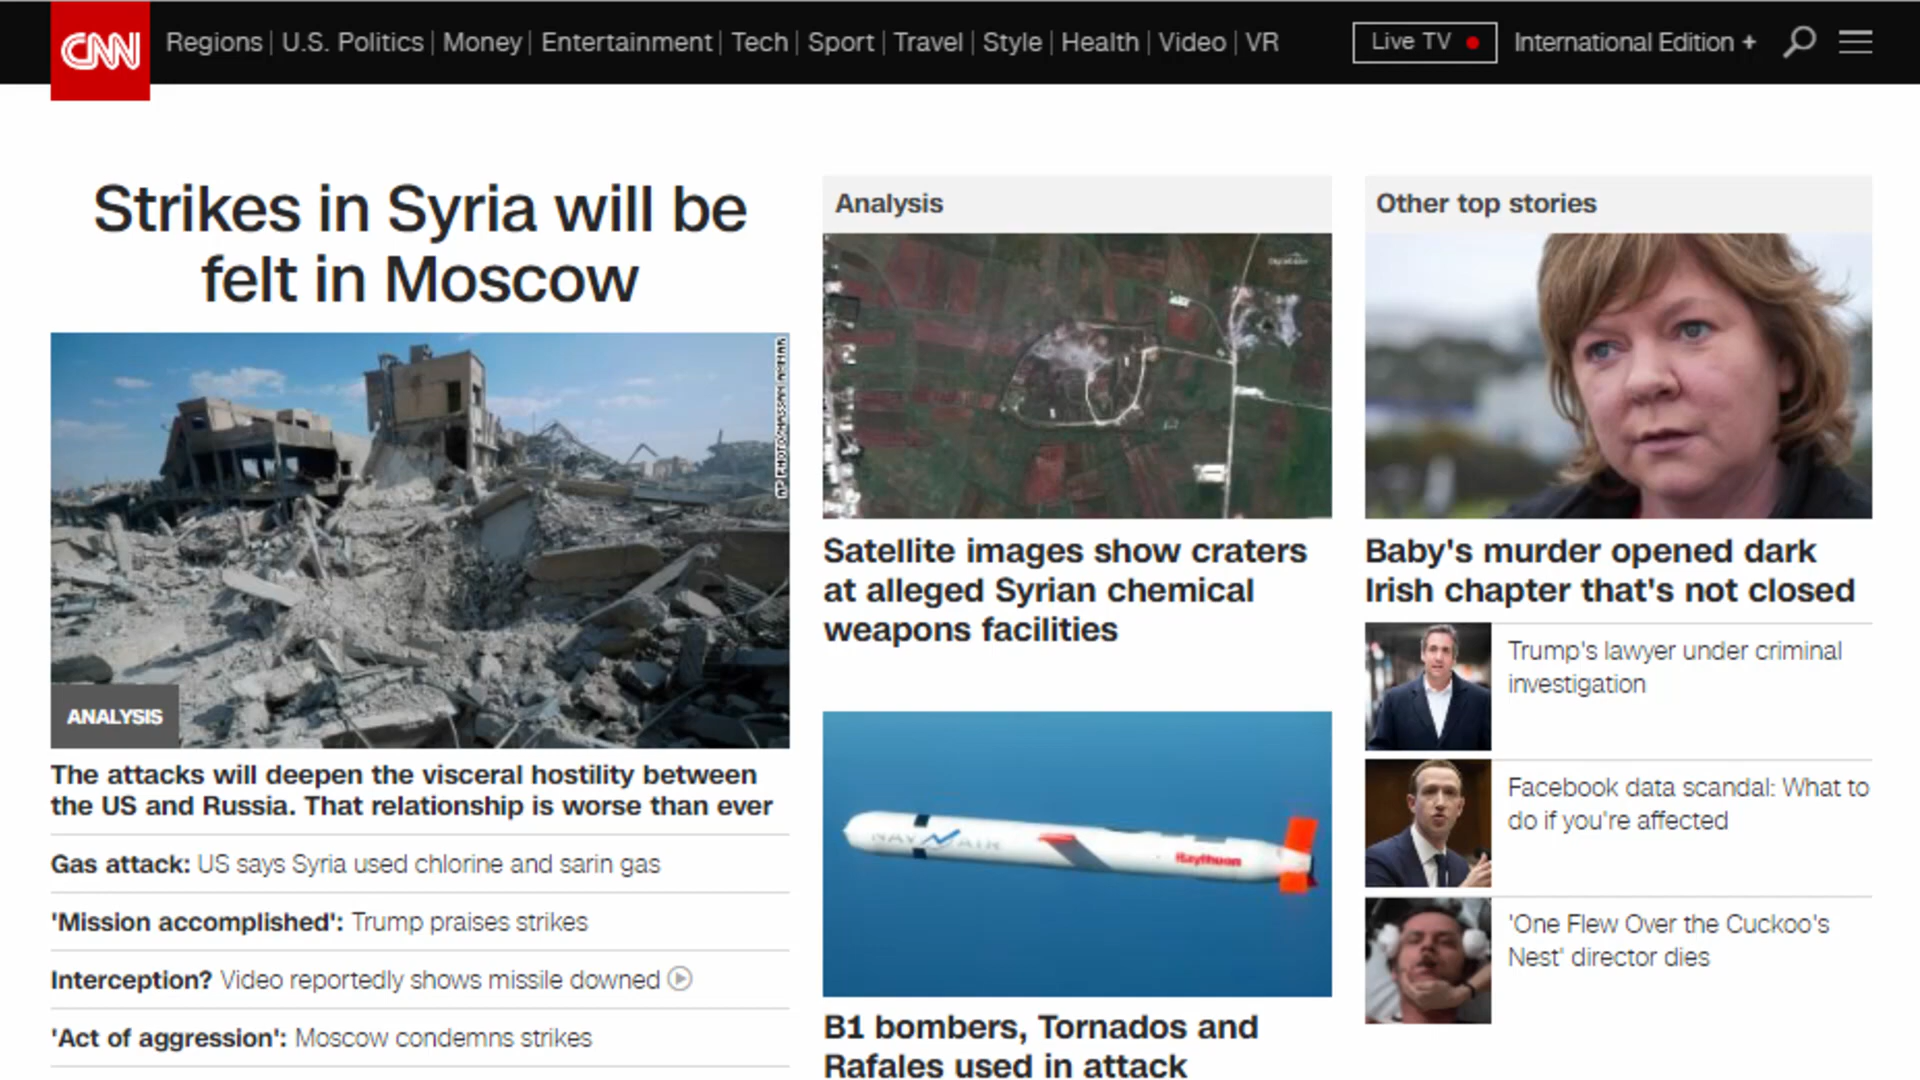 CNN
Regions | U.S. Politics | Money | Entertainment | Tech | Sport | Travel | Style | Health | Video | VR
Live TV
International Edition +
Strikes in Syria will be
felt in Moscow
ANALYSIS
The attacks will deepen the visceral hostility between
the US and Russia. That relationship is worse than ever
Gas attack: US says Syria used chlorine and sarin gas
'Mission accomplished': Trump praises strikes
Interception? Video reportedly shows missile downed
'Act of aggression': Moscow condemns strikes
Analysis
Satellite images show craters
at alleged Syrian chemical
weapons facilities
NAV AIR
Raytheon
B1 bombers, Tornados and
Rafales used in attack
Other top stories
Baby's murder opened dark
Irish chapter that's not closed
Trump's lawyer under criminal
investigation
Facebook data scandal: What to
do if you're affected
'One Flew Over the Cuckoo's
Nest' director dies